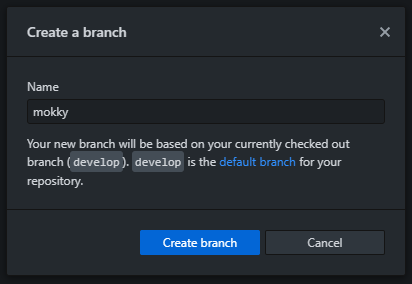 Create a branch
Name
mokky
Your new branch will be based on your currently checked out
branch (develop). develop is the default branch for your
repository.
Create branch
Cancel